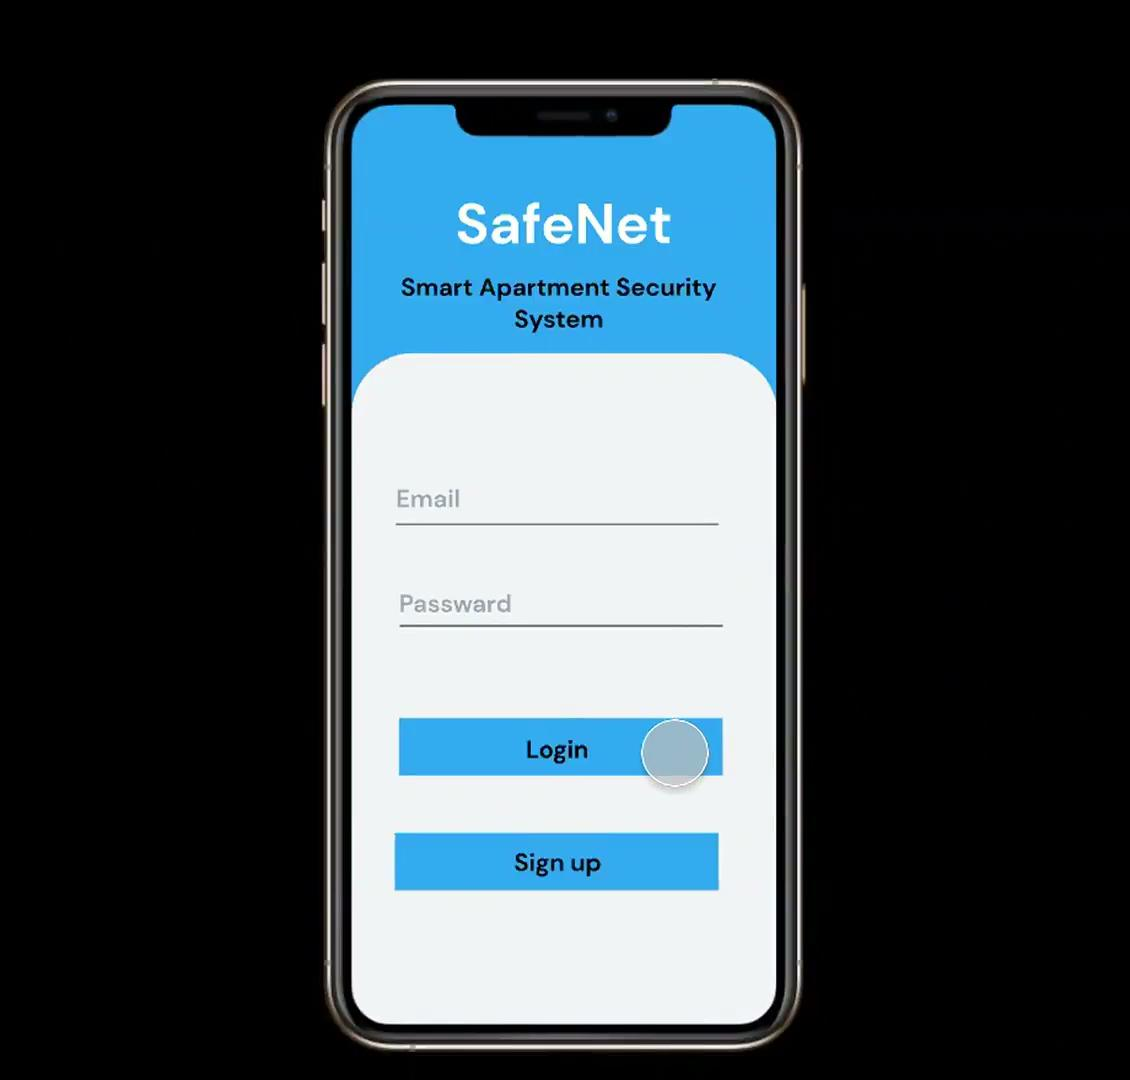 SafeNet
Smart Apartment Security
System
Email
Passward
Login
Sign up